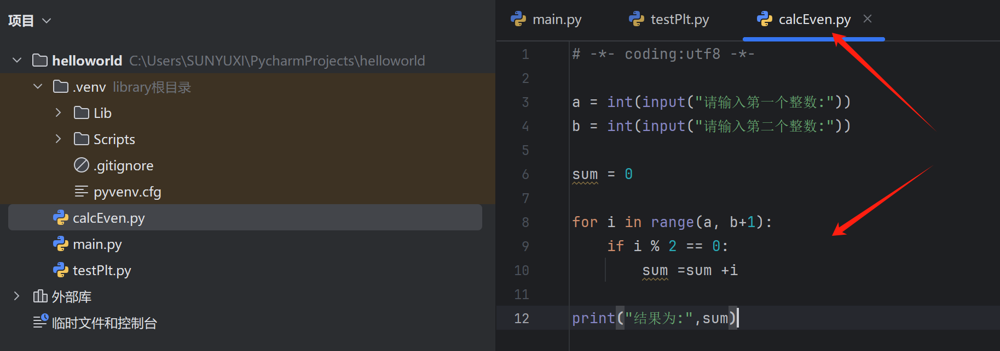 项目
helloworld C:\Users\SUNYUXI\PycharmProjects\helloworld
.venv library根目录
Lib
Scripts
.gitignore
pyvenv.cfg
calcEven.py
main.py
testPlt.py
外部库
临时文件和控制台
main.py testPlt.py calcEven.py
1 # -*- coding:utf8 -*-
2
3 a = int(input("请输入第一个整数:"))
4 b = int(input("请输入第二个整数:"))
5
6 sum = 0
7
8 for i in range(a, b+1):
9 if i % 2 == 0:
10 sum =sum +i
11
12 print("结果为:",sum)